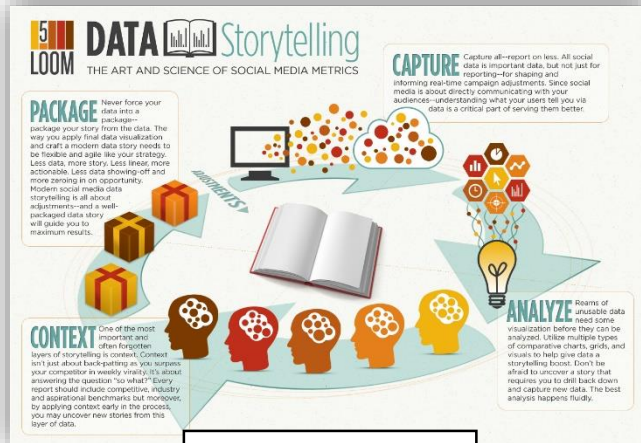 5
LOOM
DATA Storytelling
THE ART AND SCIENCE OF SOCIAL MEDIA METRICS
CAPTURE
Capture all--report on less. All social
data is important data, but not just for
reporting--for shaping and
informing real-time campaign adjustments. Since social
media is about directly communicating with your
audiences--understanding what your users tell you via
data is a critical part of serving them better.
PACKAGE
Never force your
data into a
package--
package your story from the data. The
way you apply final data visualization
and craft a modern data story needs to
be flexible and agile like your strategy.
Less data, more story. Less linear, more
actionable. Less data showing-off and
more zeroing in on opportunity.
Modern social media data
storytelling is all about
adjustments--and a well-
packaged data story
will guide you to
maximum results.
ADJUSTMENTS
ANALYZE
Reams of
unusable data
need some
visualization before they can be
analyzed. Utilize multiple types
of comparative charts, grids, and
visuals to help give data a
storytelling boost. Don't be
afraid to uncover a story that
requires you to drill back down
and capture new data. The best
analysis happens fluidly.
CONTEXT
One of the most
important and
often forgotten
layers of storytelling is context. Context
isn't just about back-patting as you surpass
your competitor in weekly virality. It's about
answering the question "so what?" Every
report should include competitive, industry
and aspirational benchmarks but moreover,
by applying context early in the process,
you may uncover new stories from this
layer of data.